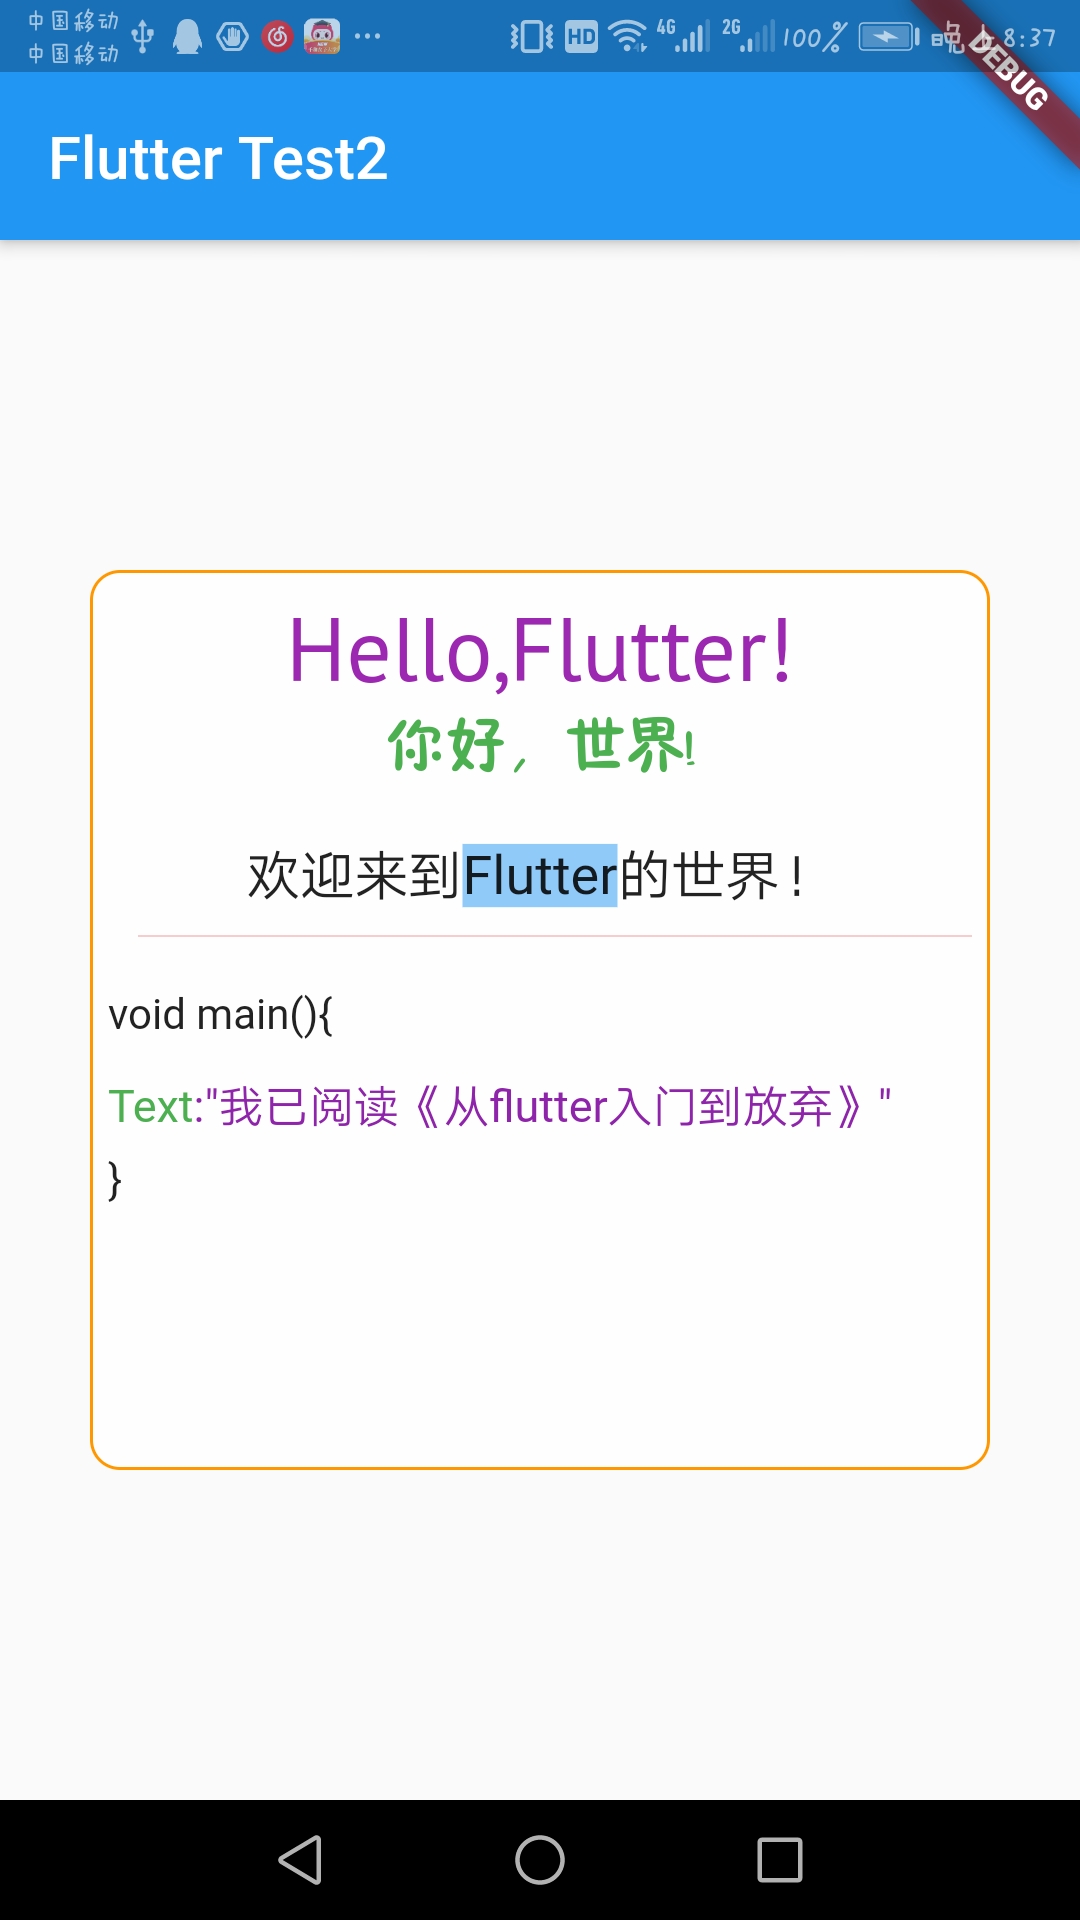 中国移动
中国移动
HD 4G 2G 100% 晚上8:37
DEBUG
Flutter Test2
Hello,Flutter!
你好，世界!
欢迎来到Flutter的世界！
void main(){
Text:"我已阅读《从flutter入门到放弃》"
}